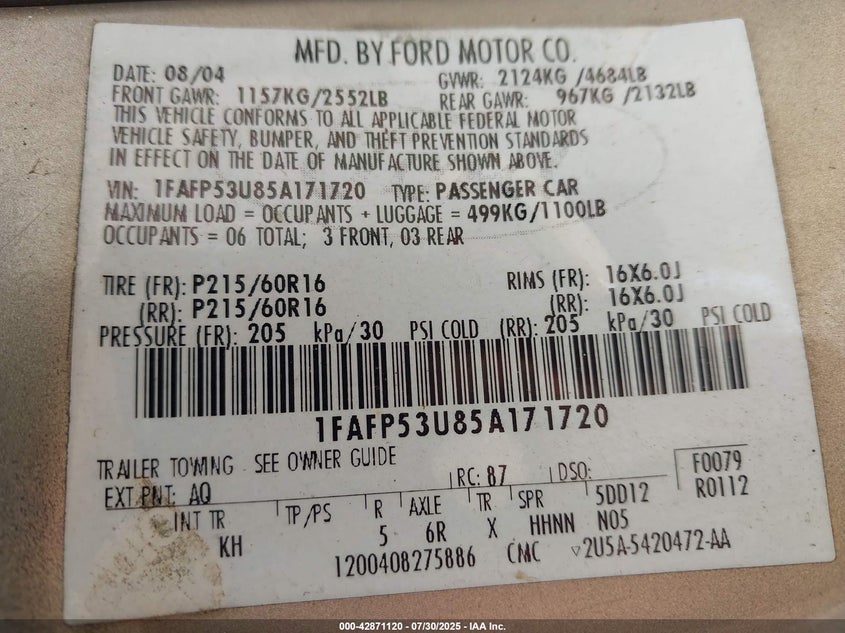 MFD. BY FORD MOTOR CO.
DATE: 08/04 GVWR: 2124KG /4684LB
FRONT GAWR: 1157KG/2552LB REAR GAWR: 967KG /2132LB
THIS VEHICLE CONFORMS TO ALL APPLICABLE FEDERAL MOTOR
VEHICLE SAFETY, BUMPER, AND THEFT PREVENTION STANDARDS
IN EFFECT ON THE DATE OF MANUFACTURE SHOWN ABOVE.
VIN: 1FAFP53U85A171720 TYPE: PASSENGER CAR
MAXIMUM LOAD = OCCUPANTS + LUGGAGE = 499KG/1100LB
OCCUPANTS = 06 TOTAL; 3 FRONT, 03 REAR
TIRE (FR): P215/60R16 RIMS (FR): 16X6.0J
(RR): P215/60R16 (RR): 16X6.0J
PRESSURE (FR): 205 kPa/30 PSI COLD (RR): 205 kPa/30 PSI COLD
1FAFP53U85A171720
TRAILER TOWING - SEE OWNER GUIDE
EXT PNT: AQ RC: 87 DSO: F0079
INT TR TP/PS R AXLE TR SPR 5DD12 R0112
KH 5 6R X HHNN N05
1200408275886 CMC ▽2U5A-5420472-AA
000-42871120 - 07/30/2025 - IAA Inc.